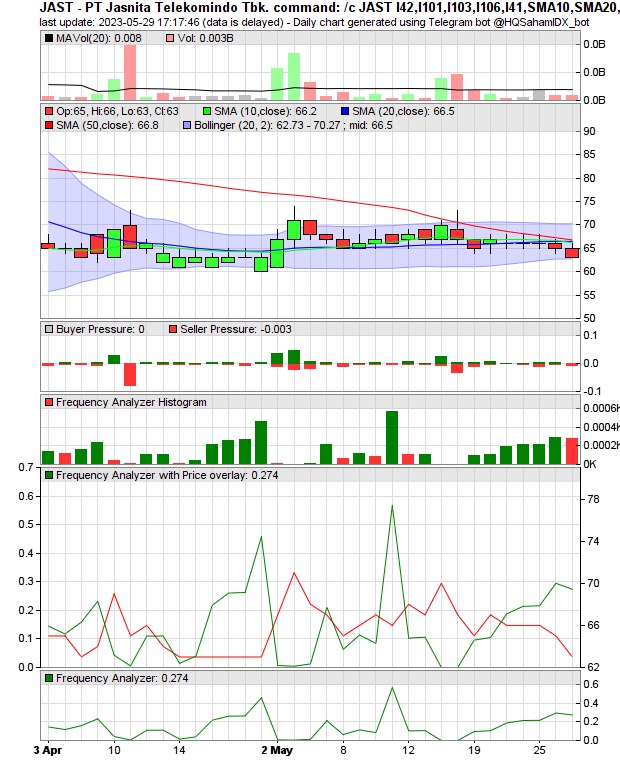 JAST - PT Jasnita Telekomindo Tbk. command: /c JAST I42,I101,I103,I106,I41,SMA10,SMA20,
last update: 2023-05-29 17:17:46 (data is delayed) - Daily chart generated using Telegram bot @HQSahamIDX_bot
MAVol(20): 0.008 Vol: 0.003B
0.0B
0.0B
0.0B
Op:65, Hi:66, Lo:63, Cl:63 SMA (10,close): 66.2 SMA (20,close): 66.5
SMA (50,close): 66.8 Bollinger (20, 2): 62.73 - 70.27 ; mid: 66.5
90
85
80
75
70
65
60
55
50
Buyer Pressure: 0 Seller Pressure: -0.003
0.1
0.0
-0.1
Frequency Analyzer Histogram
0.0006K
0.0004K
0.0002K
0K
Frequency Analyzer with Price overlay: 0.274
0.7
0.6
0.5
0.4
0.3
0.2
0.1
0.0
78
74
70
66
62
Frequency Analyzer: 0.274
0.6
0.4
0.2
0.0
3 Apr 10 14 2 May 8 12 19 25